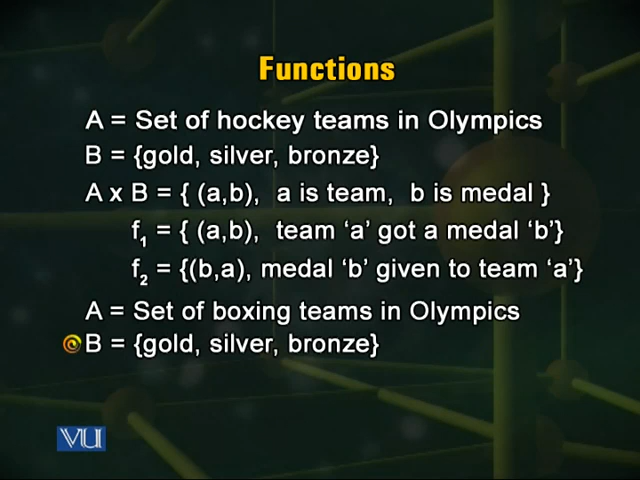 Functions
A = Set of hockey teams in Olympics
B = {gold, silver, bronze}
A x B = { (a,b), a is team, b is medal }
f₁ = { (a,b), team ‘a’ got a medal ‘b’}
f₂ = {(b,a), medal ‘b’ given to team ‘a’}
A = Set of boxing teams in Olympics
B = {gold, silver, bronze}
VU